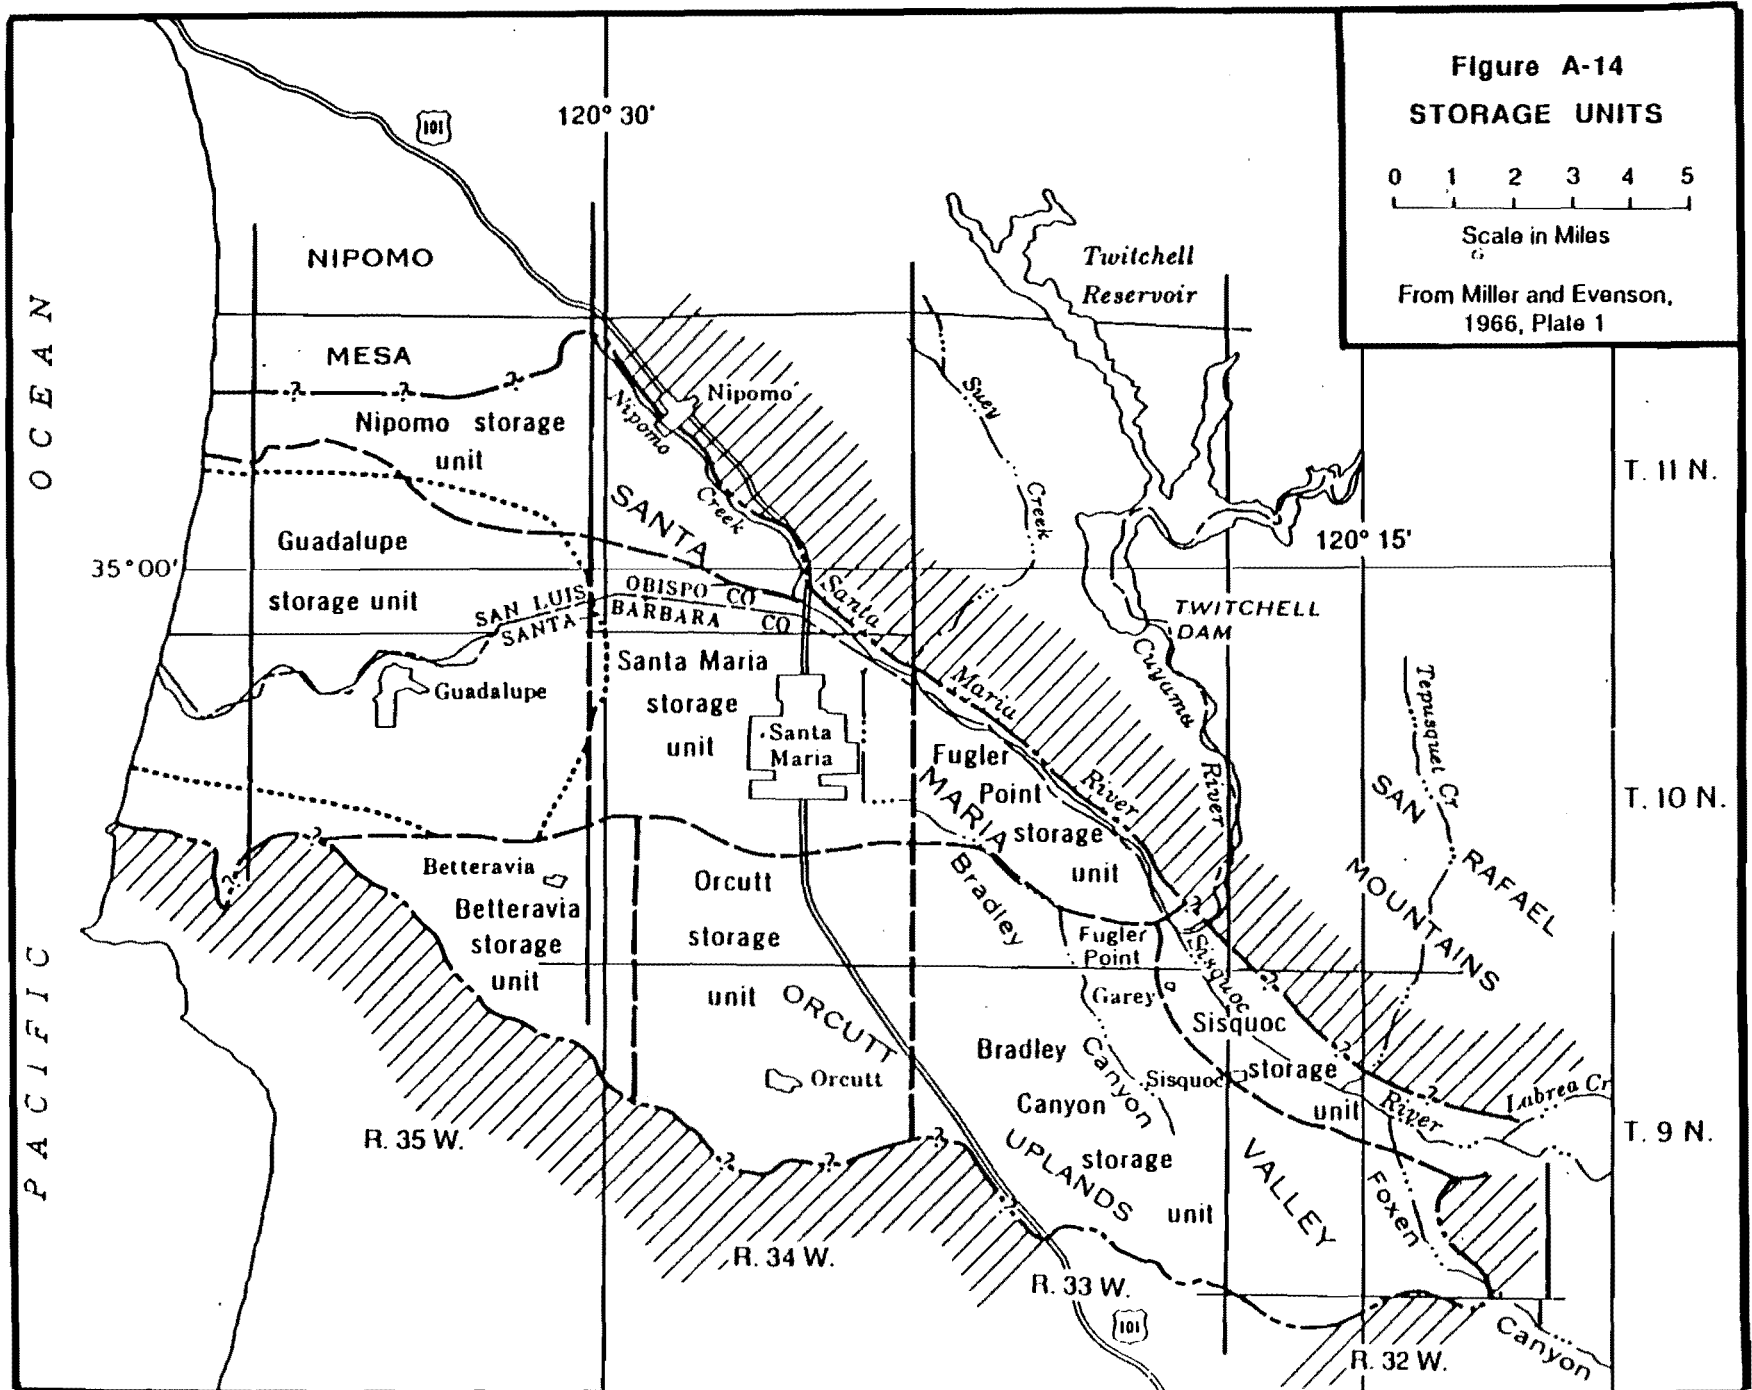 Figure A-14
STORAGE UNITS
0 1 2 3 4 5
Scale in Miles
From Miller and Evenson,
1966, Plate 1
101
120° 30'
NIPOMO
Twitchell
Reservoir
OCEAN
MESA
? ? ?
Nipomo
Nipomo storage
unit
Nipomo
Creek
Suey
Creek
T. 11 N.
SANTA
120° 15'
Guadalupe
storage unit
35° 00'
SAN LUIS OBISPO CO
SANTA BARBARA CO
Santa
Maria
River
TWITCHELL
DAM
Cuyama
River
Tepusquet Cr
Santa Maria
storage
unit
Guadalupe
Santa
Maria
Fugler
Point
storage
unit
MARIA
SAN
RAFAEL
MOUNTAINS
T. 10 N.
?
?
Betteravia
Betteravia
storage
unit
Orcutt
storage
unit
Bradley
?
Fugler
Point
Sisquoc
?
ORCUTT
Garey
Sisquoc
storage
unit
?
Bradley
Canyon
storage
unit
Canyon
Orcutt
Sisquoc
?
River
Labrea Cr
T. 9 N.
PACIFIC
R. 35 W.
? ? ?
UPLANDS
VALLEY
Foxen
Canyon
?
R. 34 W.
R. 33 W.
101
R. 32 W.